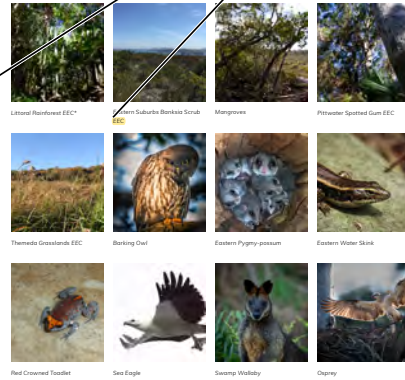 Littoral Rainforest EEC*
Eastern Suburbs Banksia Scrub
EEC
Mangroves
Pittwater Spotted Gum EEC
Themeda Grasslands EEC
Barking Owl
Eastern Pygmy-possum
Eastern Water Skink
Red Crowned Toadlet
Sea Eagle
Swamp Wallaby
Osprey